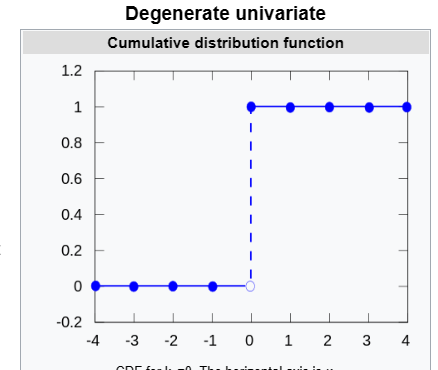 Degenerate univariate
Cumulative distribution function
1.2
1
0.8
0.6
0.4
0.2
0
-0.2
-4 -3 -2 -1 0 1 2 3 4